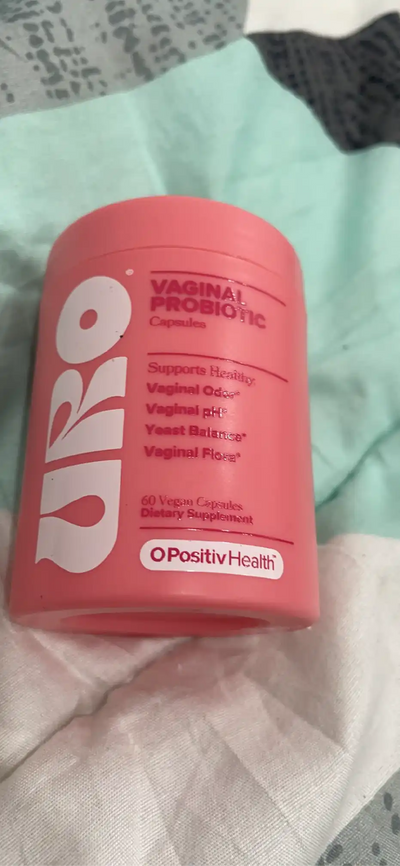 URO®
VAGINAL
PROBIOTIC
Capsules
Supports Healthy
Vaginal Odor*
Vaginal pH*
Yeast Balance*
Vaginal Flora*
60 Vegan Capsules
Dietary Supplement
OPositivHealth™